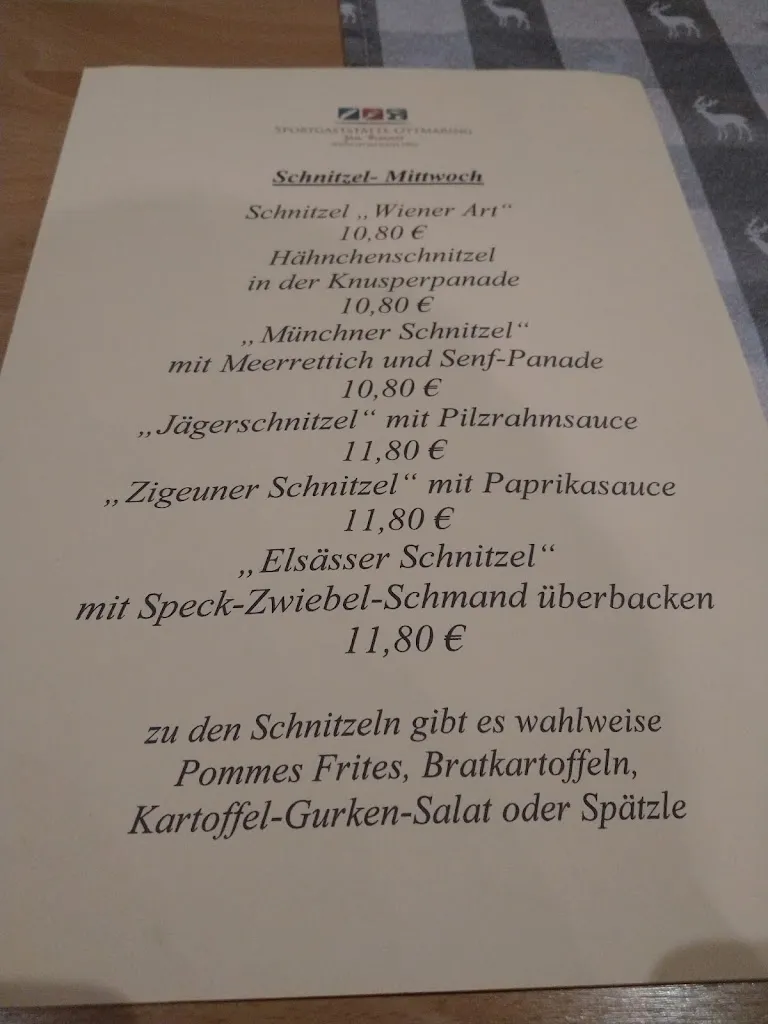 Sportgaststätte Ottmaring
Schnitzel- Mittwoch
Schnitzel „Wiener Art“
10,80 €
Hähnchenschnitzel
in der Knusperpanade
10,80 €
„Münchner Schnitzel“
mit Meerrettich und Senf-Panade
10,80 €
„Jägerschnitzel“ mit Pilzrahmsauce
11,80 €
„Zigeuner Schnitzel“ mit Paprikasauce
11,80 €
„Elsässer Schnitzel“
mit Speck-Zwiebel-Schmand überbacken
11,80 €
zu den Schnitzeln gibt es wahlweise
Pommes Frites, Bratkartoffeln,
Kartoffel-Gurken-Salat oder Spätzle